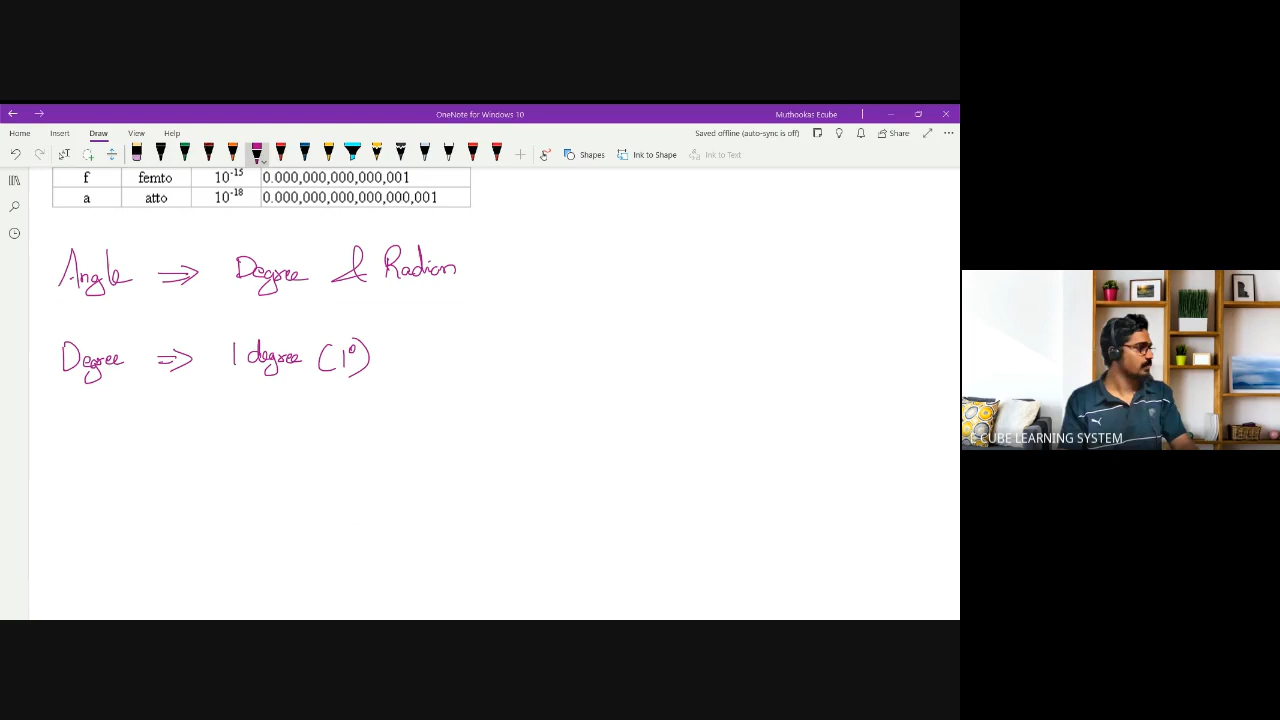 OneNote for Windows 10
Muthookas Ecube
Home Insert Draw View Help
Saved offline (auto-sync is off) Share
Shapes Ink to Shape Ink to Text
f femto 10-15 0.000,000,000,000,001
a atto 10-18 0.000,000,000,000,000,001
Angle ⇒ Degree & Radian
Degree ⇒ 1 degree (1°)
CUBE LEARNING SYSTEM